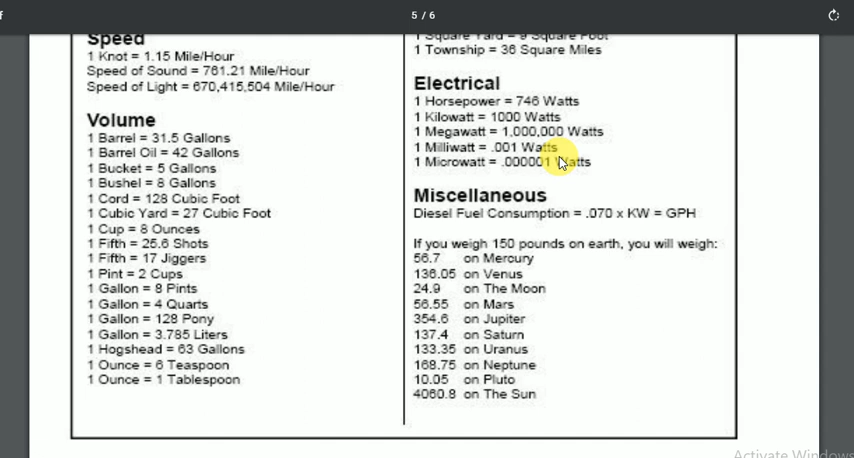 f
5 / 6
Speed
1 Knot = 1.15 Mile/Hour
Speed of Sound = 761.21 Mile/Hour
Speed of Light = 670,415,504 Mile/Hour
Volume
1 Barrel = 31.5 Gallons
1 Barrel Oil = 42 Gallons
1 Bucket = 5 Gallons
1 Bushel = 8 Gallons
1 Cord = 128 Cubic Foot
1 Cubic Yard = 27 Cubic Foot
1 Cup = 8 Ounces
1 Fifth = 25.6 Shots
1 Fifth = 17 Jiggers
1 Pint = 2 Cups
1 Gallon = 8 Pints
1 Gallon = 4 Quarts
1 Gallon = 128 Pony
1 Gallon = 3.785 Liters
1 Hogshead = 63 Gallons
1 Ounce = 6 Teaspoon
1 Ounce = 1 Tablespoon
1 Square Yard = 9 Square Foot
1 Township = 36 Square Miles
Electrical
1 Horsepower = 746 Watts
1 Kilowatt = 1000 Watts
1 Megawatt = 1,000,000 Watts
1 Milliwatt = .001 Watts
1 Microwatt = .000001 Watts
Miscellaneous
Diesel Fuel Consumption = .070 x KW = GPH
If you weigh 150 pounds on earth, you will weigh:
56.7 on Mercury
136.05 on Venus
24.9 on The Moon
56.55 on Mars
354.6 on Jupiter
137.4 on Saturn
133.35 on Uranus
168.75 on Neptune
10.05 on Pluto
4060.8 on The Sun
Activate Windows